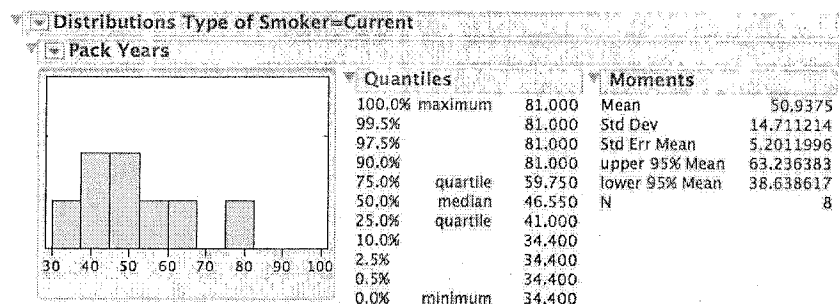 Distributions Type of Smoker=Current
Pack Years
30 40 50 60 70 80 90 100
Quantiles
100.0% maximum 81.000
99.5% 81.000
97.5% 81.000
90.0% 81.000
75.0% quartile 59.750
50.0% median 46.550
25.0% quartile 41.000
10.0% 34.400
2.5% 34.400
0.5% 34.400
0.0% minimum 34.400
Moments
Mean 50.9375
Std Dev 14.711214
Std Err Mean 5.2011996
upper 95% Mean 63.236383
lower 95% Mean 38.638617
N 8